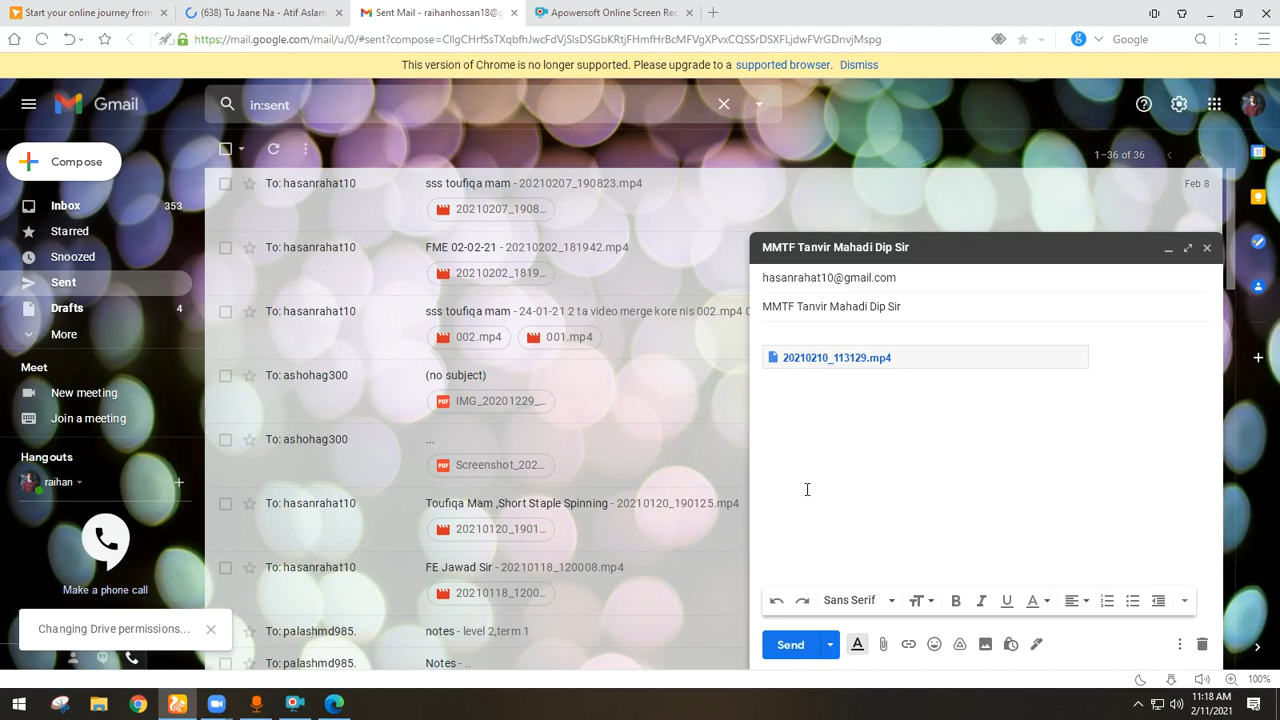 Start your online journey from
(638) Tu Jaane Na - Atif Aslam
Sent Mail - raihanhossan18@g
Apowersoft Online Screen Rec
https://mail.google.com/mail/u/0/#sent?compose=
Google
This version of Chrome is no longer supported. Please upgrade to a supported browser. Dismiss
Gmail
in:sent
Compose
1–36 of 36
Inbox 353
Starred
Snoozed
Sent
Drafts 4
More
Meet
New meeting
Join a meeting
Hangouts
raihan
Make a phone call
Changing Drive permissions...
To: hasanrahat10 sss toufiqa mam - 20210207_190823.mp4 Feb 8
20210207_1908...
To: hasanrahat10 FME 02-02-21 - 20210202_181942.mp4
20210202_1819...
To: hasanrahat10 sss toufiqa mam - 24-01-21 2 ta video merge kore nis 002.mp4 0
002.mp4 001.mp4
To: ashohag300 (no subject)
IMG_20201229_...
To: ashohag300 ...
Screenshot_202...
To: hasanrahat10 Toufiqa Mam ,Short Staple Spinning - 20210120_190125.mp4
20210120_1901...
To: hasanrahat10 FE Jawad Sir - 20210118_120008.mp4
20210118_1200...
To: palashmd985. notes - level 2,term 1
To: palashmd985. Notes - ..
MMTF Tanvir Mahadi Dip Sir
hasanrahat10@gmail.com
MMTF Tanvir Mahadi Dip Sir
20210210_113129.mp4
Sans Serif
Send
100%
11:18 AM
2/11/2021